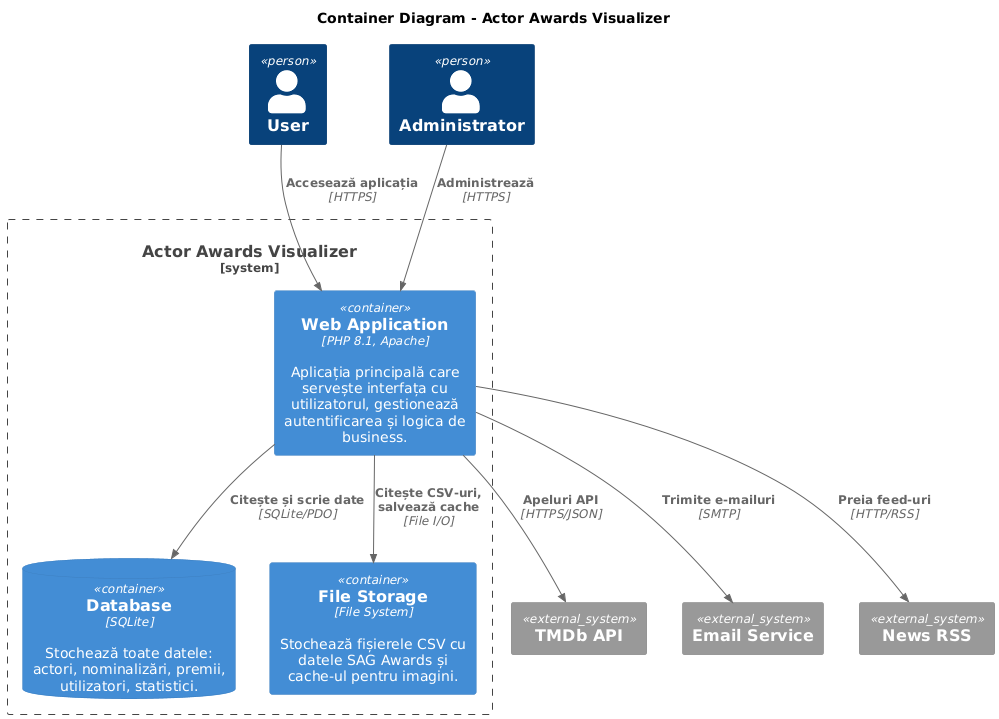 Container Diagram - Actor Awards Visualizer
«person»
User
«person»
Administrator
Accesează aplicația
[HTTPS]
Administrează
[HTTPS]
Actor Awards Visualizer
[system]
«container»
Web Application
[PHP 8.1, Apache]
Aplicația principală care
servește interfața cu
utilizatorul, gestionează
autentificarea și logica de
business.
Citește și scrie date
[SQLite/PDO]
Citește CSV-uri,
salvează cache
[File I/O]
Apeluri API
[HTTPS/JSON]
Trimite e-mailuri
[SMTP]
Preia feed-uri
[HTTP/RSS]
«container»
Database
[SQLite]
Stochează toate datele:
actori, nominalizări, premii,
utilizatori, statistici.
«container»
File Storage
[File System]
Stochează fișierele CSV cu
datele SAG Awards și
cache-ul pentru imagini.
«external_system»
TMDb API
«external_system»
Email Service
«external_system»
News RSS